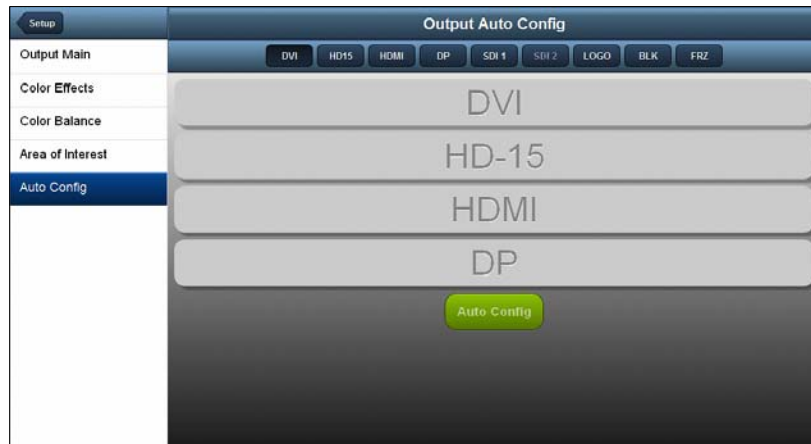 Setup
Output Auto Config
Output Main
Color Effects
Color Balance
Area of Interest
Auto Config
DVI HD15 HDMI DP SDI 1 SDI 2 LOGO BLK FRZ
DVI
HD-15
HDMI
DP
Auto Config